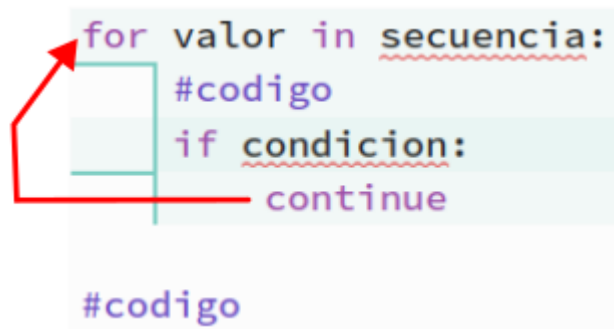 for valor in secuencia:
#codigo
if condicion:
continue
#codigo